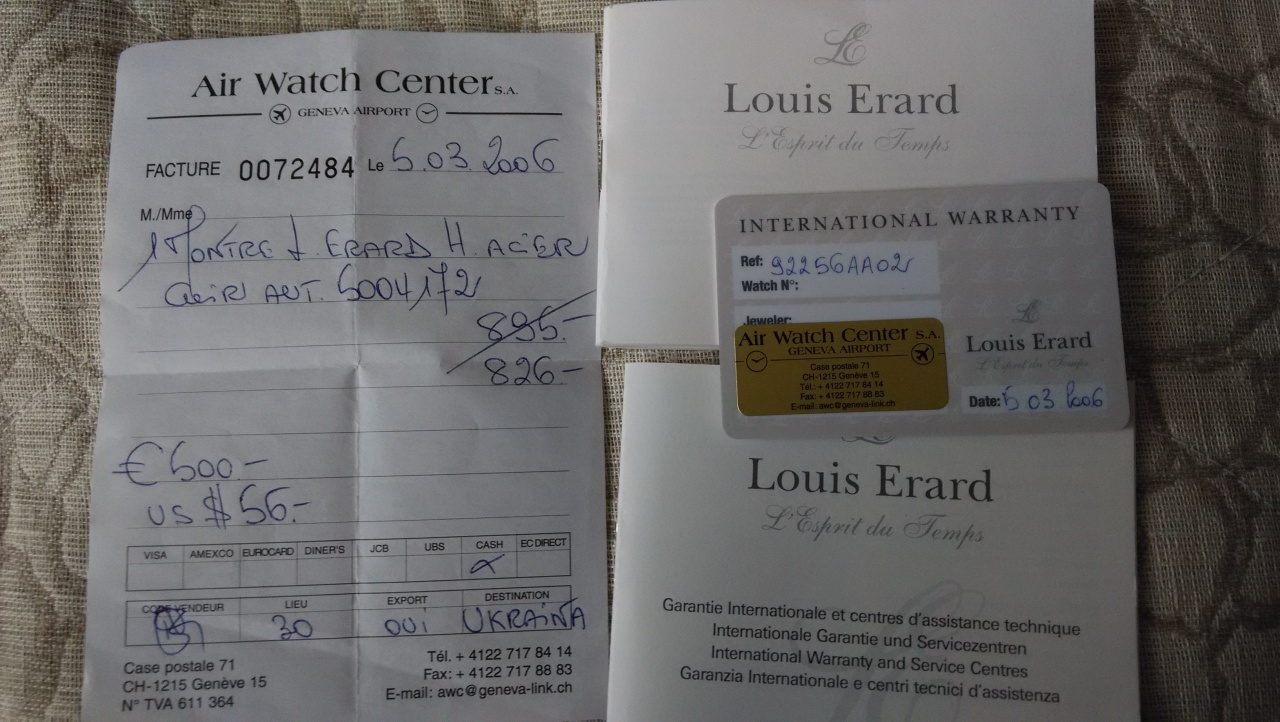 Air Watch Center S.A.
GENEVA AIRPORT
FACTURE 0072484 Le 5.03.2006
M./Mme
1 MONTRE L. ERARD H. ACIER
CUIR AUT. 5004172
895.-
826-
€ 500.-
US $ 56.-
VISA AMEXCO EUROCARD DINER'S JCB UBS CASH EC DIRECT
CODE VENDEUR LIEU EXPORT DESTINATION
30 OUI UKRAINA
Case postale 71
CH-1215 Genève 15
N° TVA 611 364
Tél. + 4122 717 84 14
Fax: + 4122 717 88 83
E-mail: awc@geneva-link.ch
LE
Louis Erard
L'Esprit du Temps
INTERNATIONAL WARRANTY
Ref: 92256AA02
Watch N°:
Jeweler:
Air Watch Center S.A.
GENEVA AIRPORT
Case postale 71
CH-1215 Genève 15
Tél.: + 4122 717 84 14
Fax: + 4122 717 88 83
E-mail: awc@geneva-link.ch
LE
Louis Erard
L'Esprit du Temps
Date: 5 03 2006
Louis Erard
L'Esprit du Temps
Garantie Internationale et centres d'assistance technique
Internationale Garantie und Servicezentren
International Warranty and Service Centres
Garanzia Internationale e centri tecnici d'assistenza